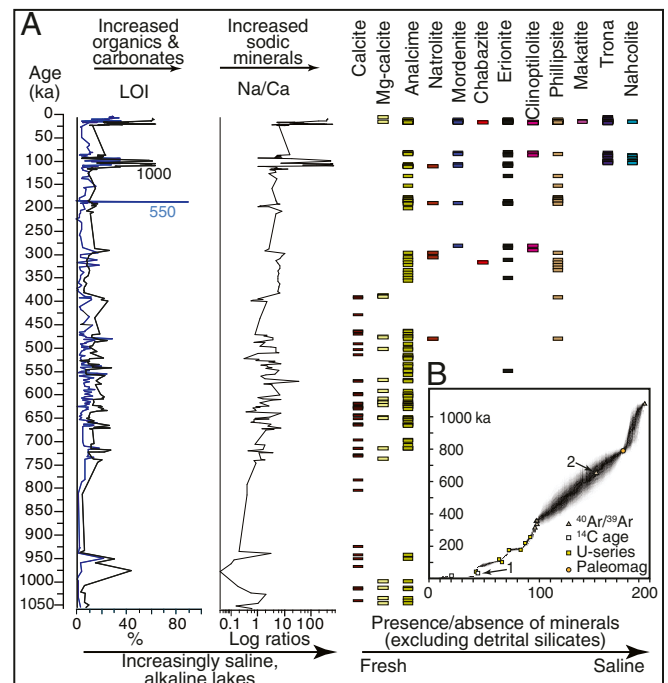 A
Increased
organics &
carbonates
Increased
sodic
minerals
Age
(ka)
LOI
Na/Ca
Calcite
Mg-calcite
Analcime
Natrolite
Mordenite
Chabazite
Erionite
Clinoptilolite
Phillipsite
Makatite
Trona
Nahcolite
0
50
100
150
200
250
300
350
400
450
500
550
600
650
700
750
800
850
900
950
1000
1050
1000
550
0 40 80
%
0.1 10 100
Log ratios
Increasingly saline,
alkaline lakes
B
1000 ka
800
600
400
200
0
2
1
40Ar/39Ar
14C age
U-series
Paleomag
0 100 200
Presence/absence of minerals
(excluding detrital silicates)
Fresh Saline